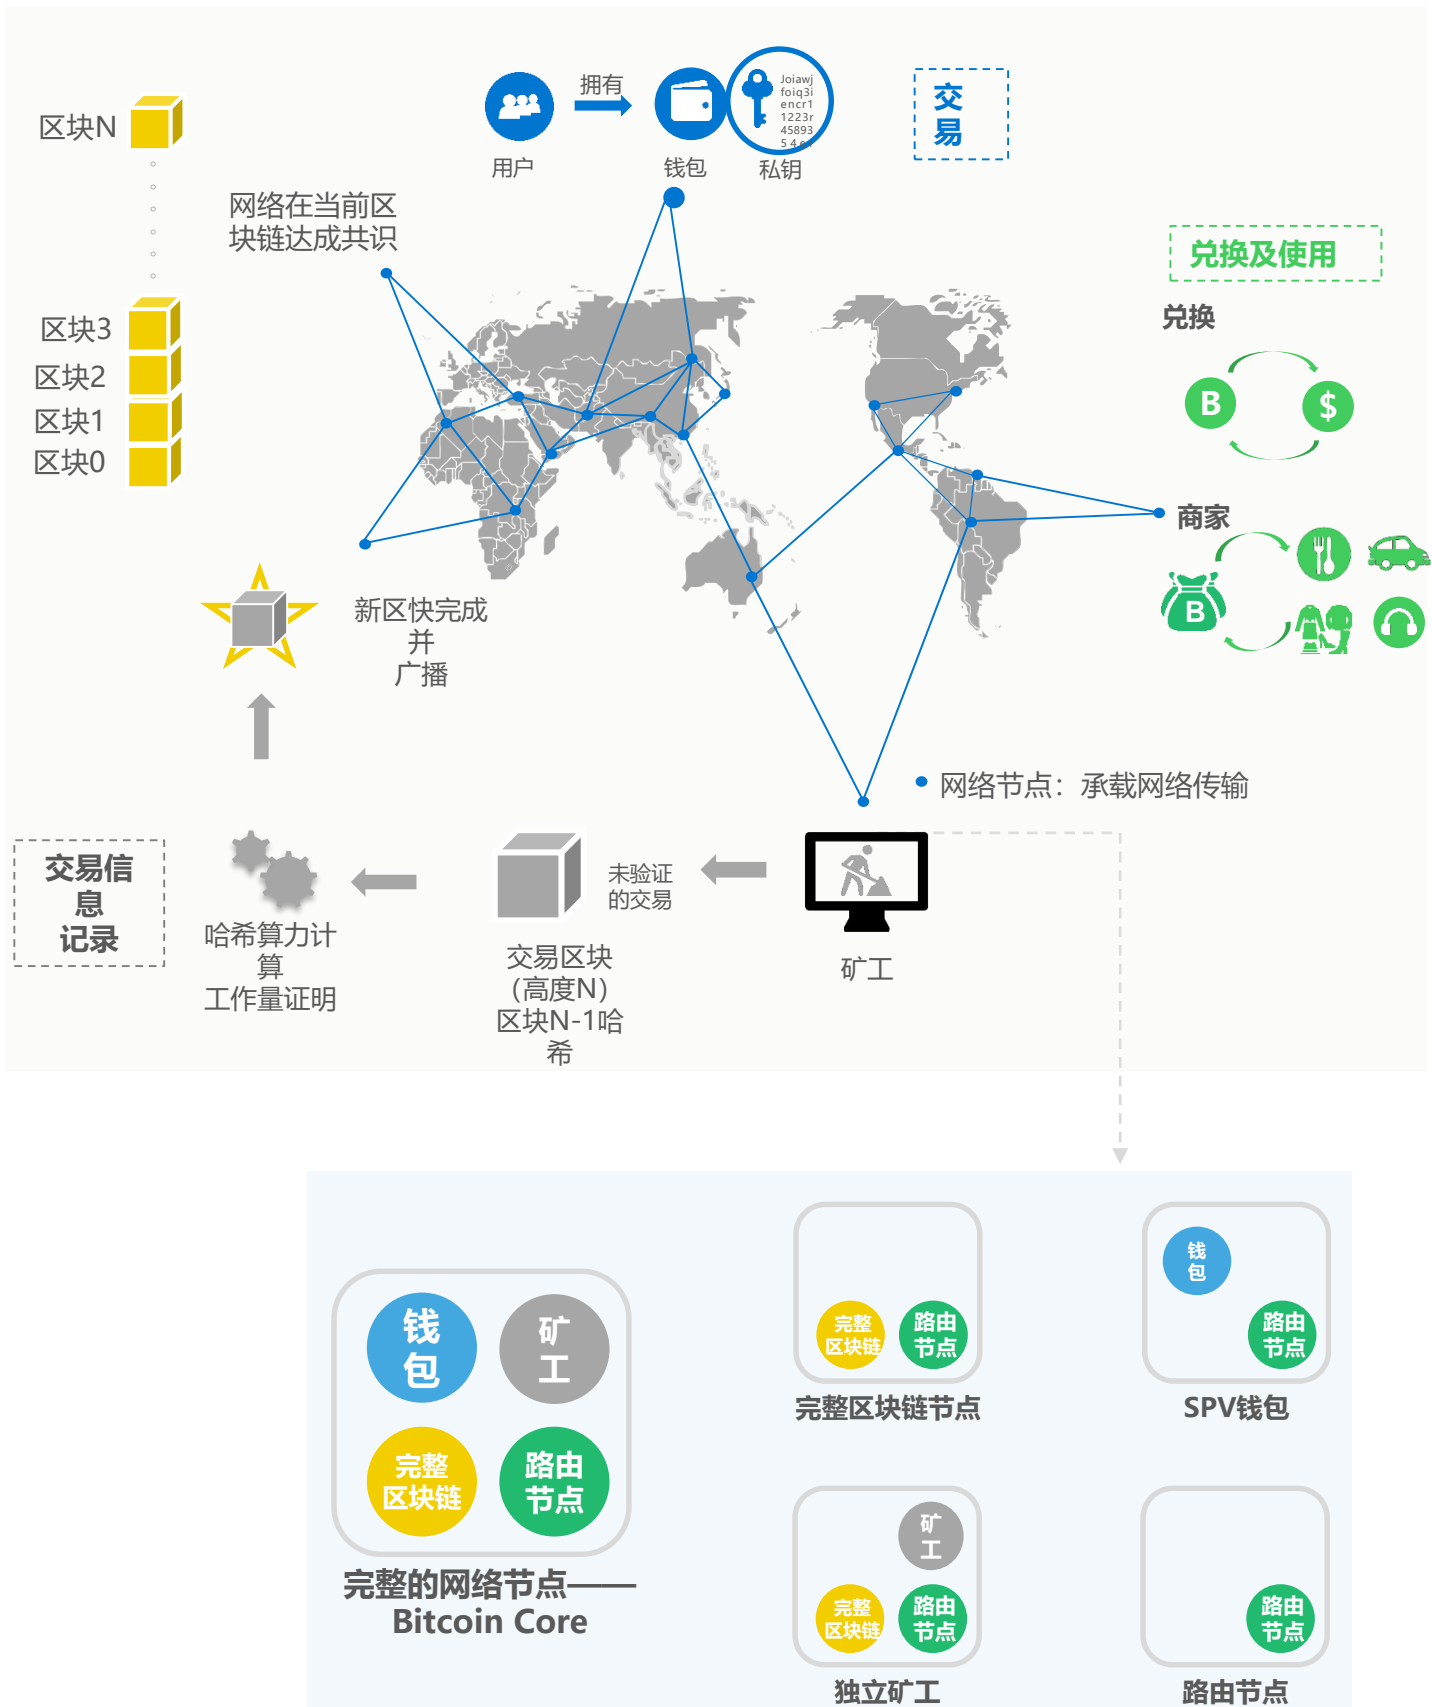 拥有
Joiawj
foiq3i
encr1
1223r
45893
用户
钱包
私钥
交
易
区块N
网络在当前区
块链达成共识
区块3
区块2
区块1
区块0
兑换及使用
兑换
B
$
商家
B
新区快完成
并
广播
网络节点：承载网络传输
交易信
息
记录
哈希算力计
算
工作量证明
未验证
的交易
交易区块
（高度N）
区块N-1哈
希
矿工
钱
包
矿
工
完整
区块链
路由
节点
完整的网络节点——
Bitcoin Core
完整
区块链
路由
节点
完整区块链节点
钱
包
路由
节点
SPV钱包
矿
工
完整
区块链
路由
节点
独立矿工
路由
节点
路由节点